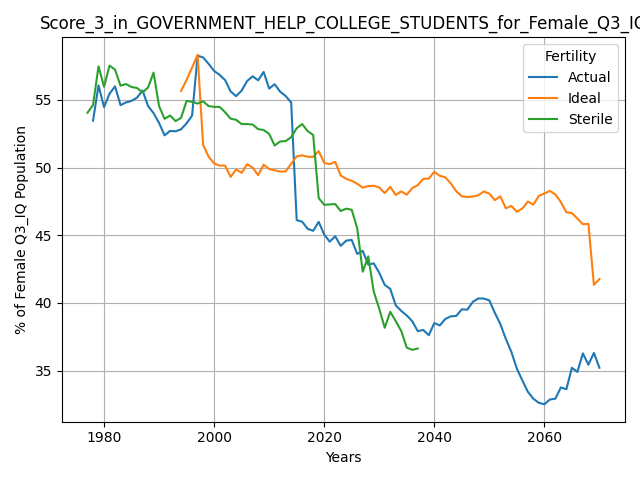 Score_3_in_GOVERNMENT_HELP_COLLEGE_STUDENTS_for_Female_Q3_IQ
Fertility
Actual
Ideal
Sterile
% of Female Q3_IQ Population
55
50
45
40
35
1980 2000 2020 2040 2060
Years